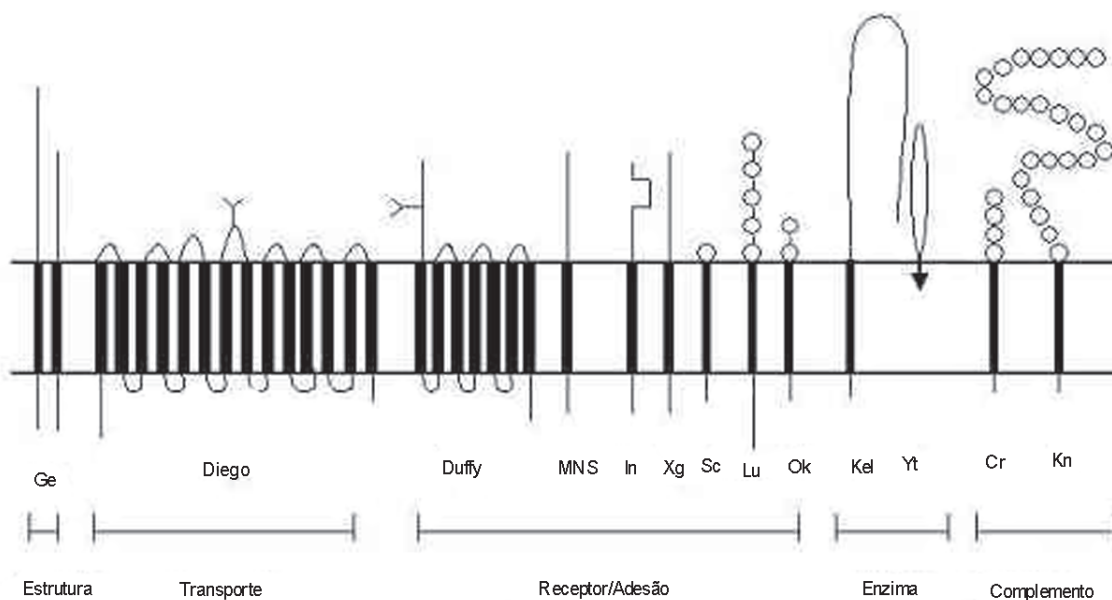 Ge Diego Duffy MNS In Xg Sc Lu Ok Kel Yt Cr Kn
Estrutura Transporte Receptor/Adesão Enzima Complemento